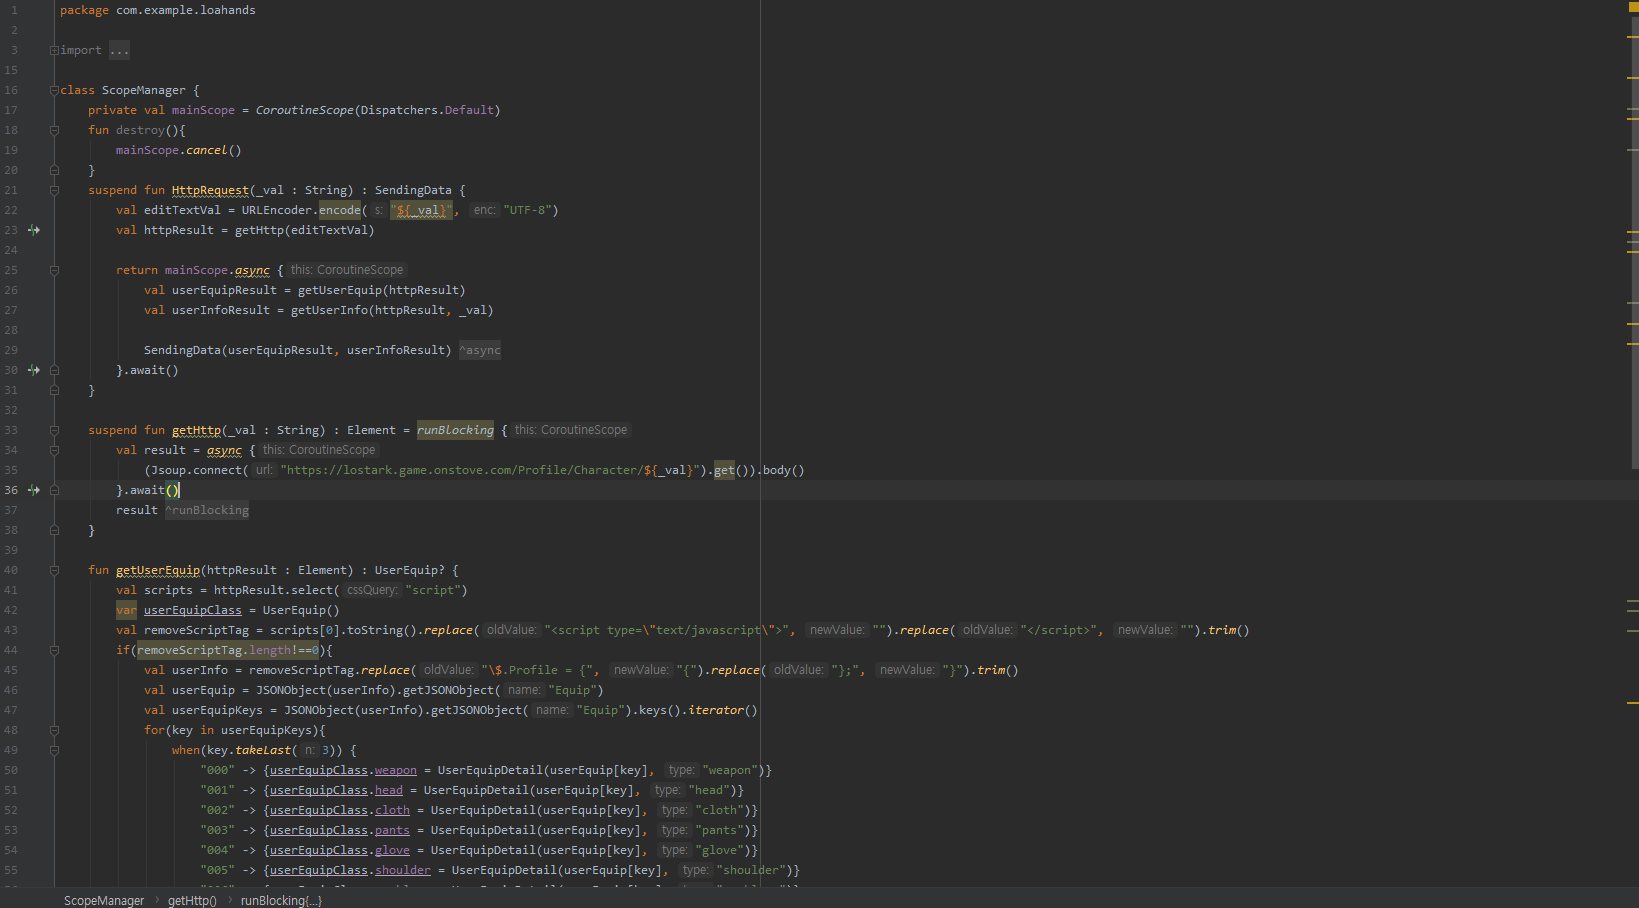 1 package com.example.loahands
2
3 import ...
15
16 class ScopeManager {
17 private val mainScope = CoroutineScope(Dispatchers.Default)
18 fun destroy(){
19 mainScope.cancel()
20 }
21 suspend fun HttpRequest(_val : String) : SendingData {
22 val editTextVal = URLEncoder.encode( s: "${_val}", enc: "UTF-8")
23 val httpResult = getHttp(editTextVal)
24
25 return mainScope.async { this: CoroutineScope
26 val userEquipResult = getUserEquip(httpResult)
27 val userInfoResult = getUserInfo(httpResult, _val)
28
29 SendingData(userEquipResult, userInfoResult) ^async
30 }.await()
31 }
32
33 suspend fun getHttp(_val : String) : Element = runBlocking { this: CoroutineScope
34 val result = async { this: CoroutineScope
35 (Jsoup.connect( url: "https://lostark.game.onstove.com/Profile/Character/${_val}").get()).body()
36 }.await()
37 result ^runBlocking
38 }
39
40 fun getUserEquip(httpResult : Element) : UserEquip? {
41 val scripts = httpResult.select( cssQuery: "script")
42 var userEquipClass = UserEquip()
43 val removeScriptTag = scripts[0].toString().replace( oldValue: "<script type=\"text/javascript\">", newValue: "").replace( oldValue: "</script>", newValue: "").trim()
44 if(removeScriptTag.length!==0){
45 val userInfo = removeScriptTag.replace( oldValue: "\$.Profile = {", newValue: "{").replace( oldValue: "};", newValue: "}").trim()
46 val userEquip = JSONObject(userInfo).getJSONObject( name: "Equip")
47 val userEquipKeys = JSONObject(userInfo).getJSONObject( name: "Equip").keys().iterator()
48 for(key in userEquipKeys){
49 when(key.takeLast( n: 3)) {
50 "000" -> {userEquipClass.weapon = UserEquipDetail(userEquip[key], type: "weapon")}
51 "001" -> {userEquipClass.head = UserEquipDetail(userEquip[key], type: "head")}
52 "002" -> {userEquipClass.cloth = UserEquipDetail(userEquip[key], type: "cloth")}
53 "003" -> {userEquipClass.pants = UserEquipDetail(userEquip[key], type: "pants")}
54 "004" -> {userEquipClass.glove = UserEquipDetail(userEquip[key], type: "glove")}
55 "005" -> {userEquipClass.shoulder = UserEquipDetail(userEquip[key], type: "shoulder")}
ScopeManager › getHttp() › runBlocking{...}